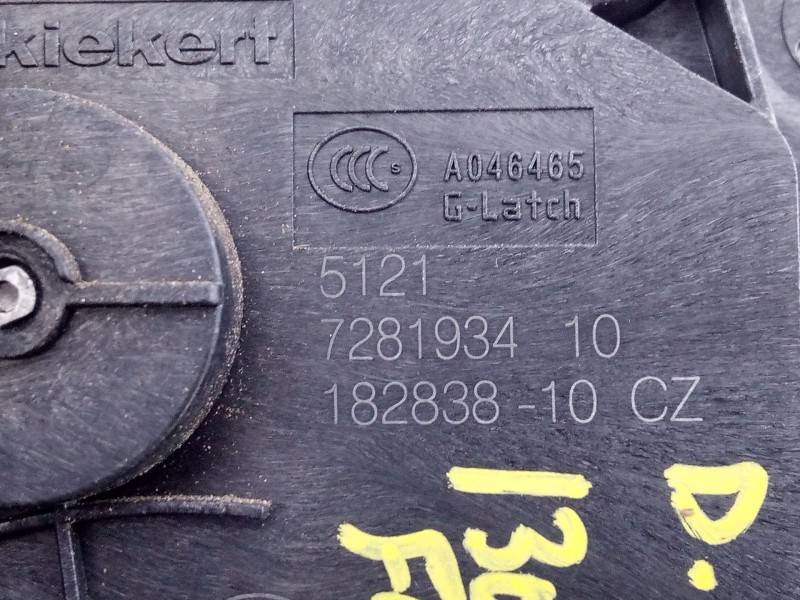 kiekert
CCC S
A046465
G-Latch
5121
7281934 10
182838-10 CZ
D.